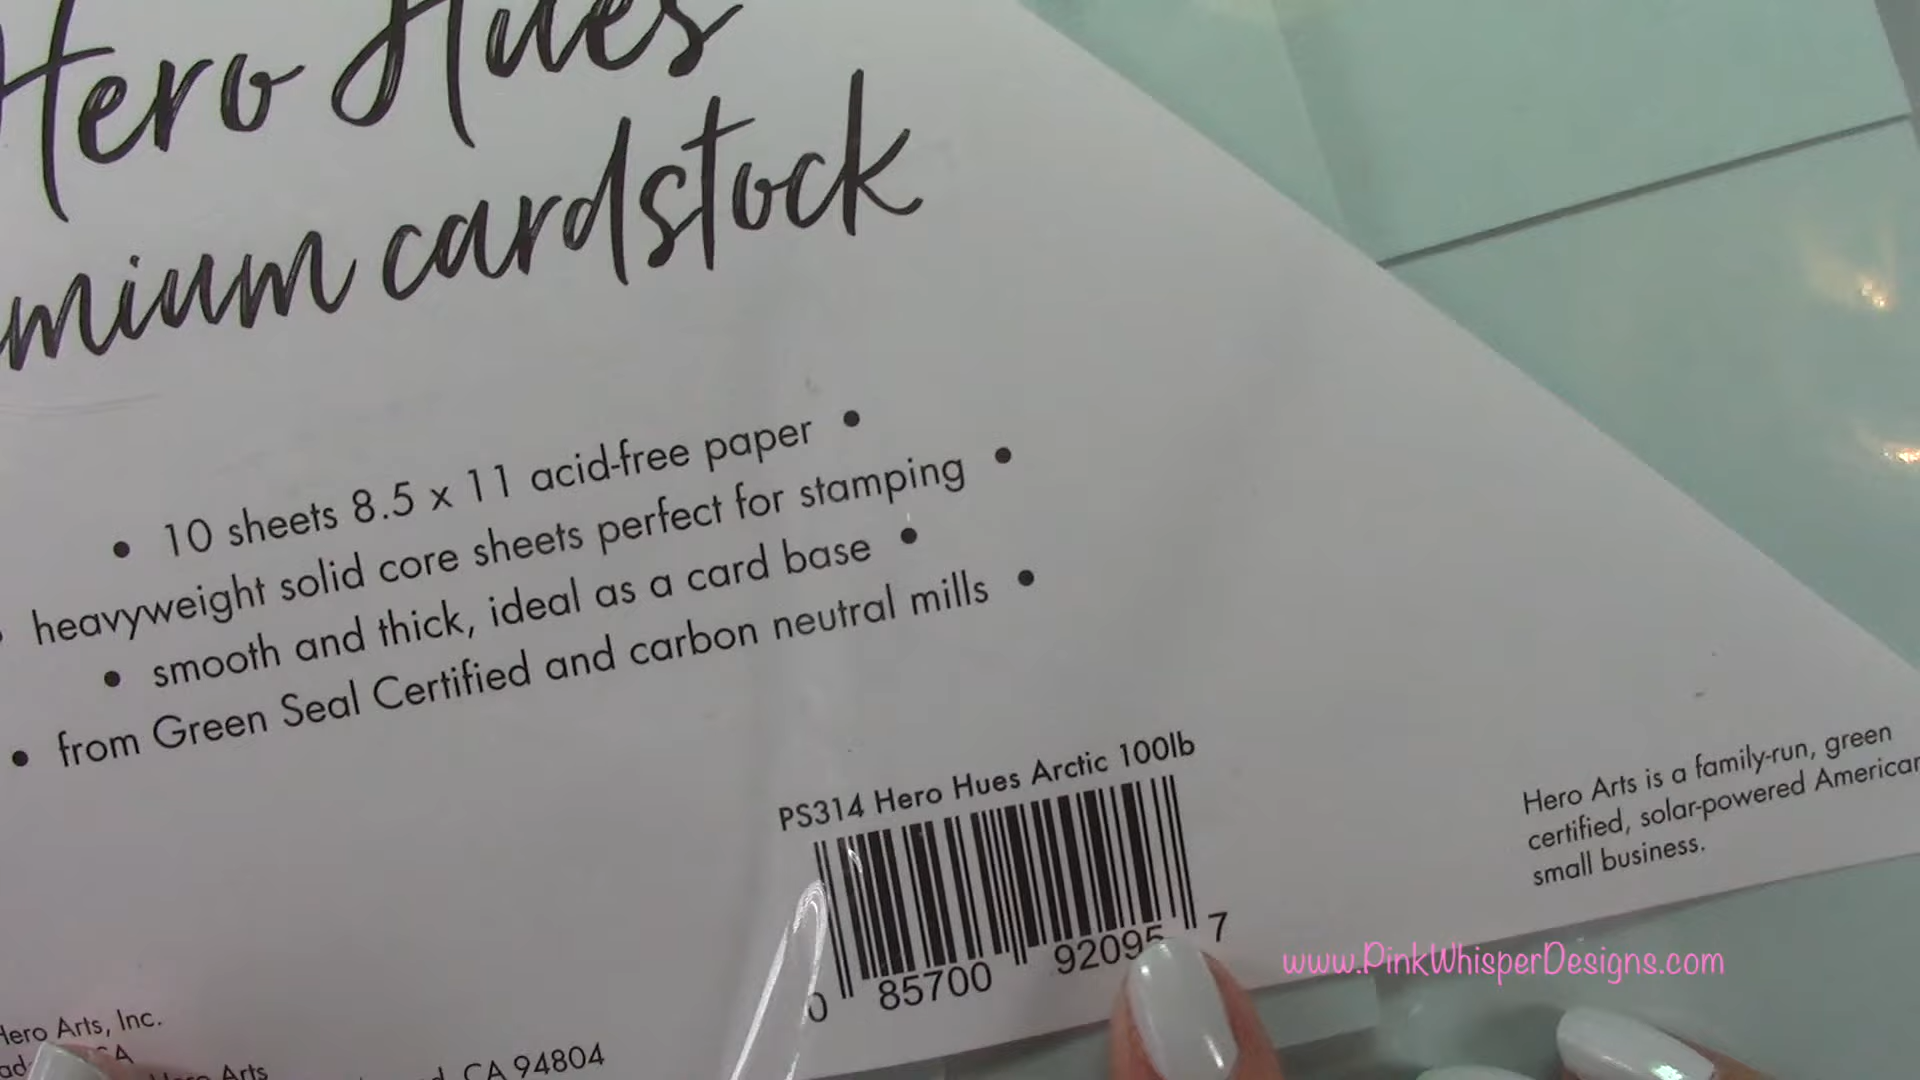 Hero Hues
mium cardstock
• 10 sheets 8.5 x 11 acid-free paper •
• heavyweight solid core sheets perfect for stamping •
• smooth and thick, ideal as a card base •
• from Green Seal Certified and carbon neutral mills •
PS314 Hero Hues Arctic 100lb
0 85700 92095 7
Hero Arts is a family-run, green
certified, solar-powered American
small business.
www.PinkWhisperDesigns.com
Hero Arts, Inc.
Arts
CA 94804